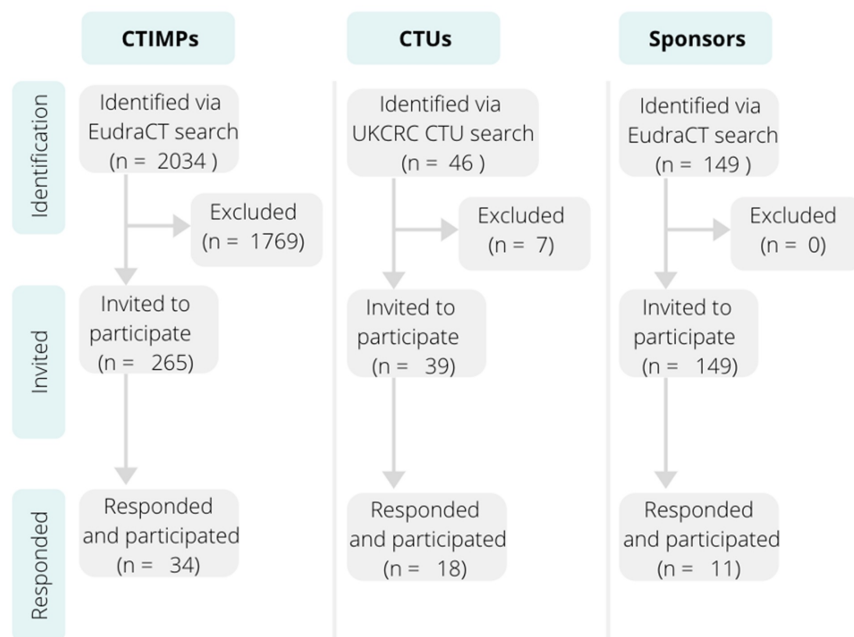 CTIMPs
CTUs
Sponsors
Identification
Identified via
EudraCT search
(n = 2034 )
Identified via
UKCRC CTU search
(n = 46 )
Identified via
EudraCT search
(n = 149 )
Excluded
(n = 1769)
Excluded
(n = 7)
Excluded
(n = 0)
Invited
Invited to
participate
(n = 265)
Invited to
participate
(n = 39)
Invited to
participate
(n = 149)
Responded
Responded
and participated
(n = 34)
Responded
and participated
(n = 18)
Responded
and participated
(n = 11)